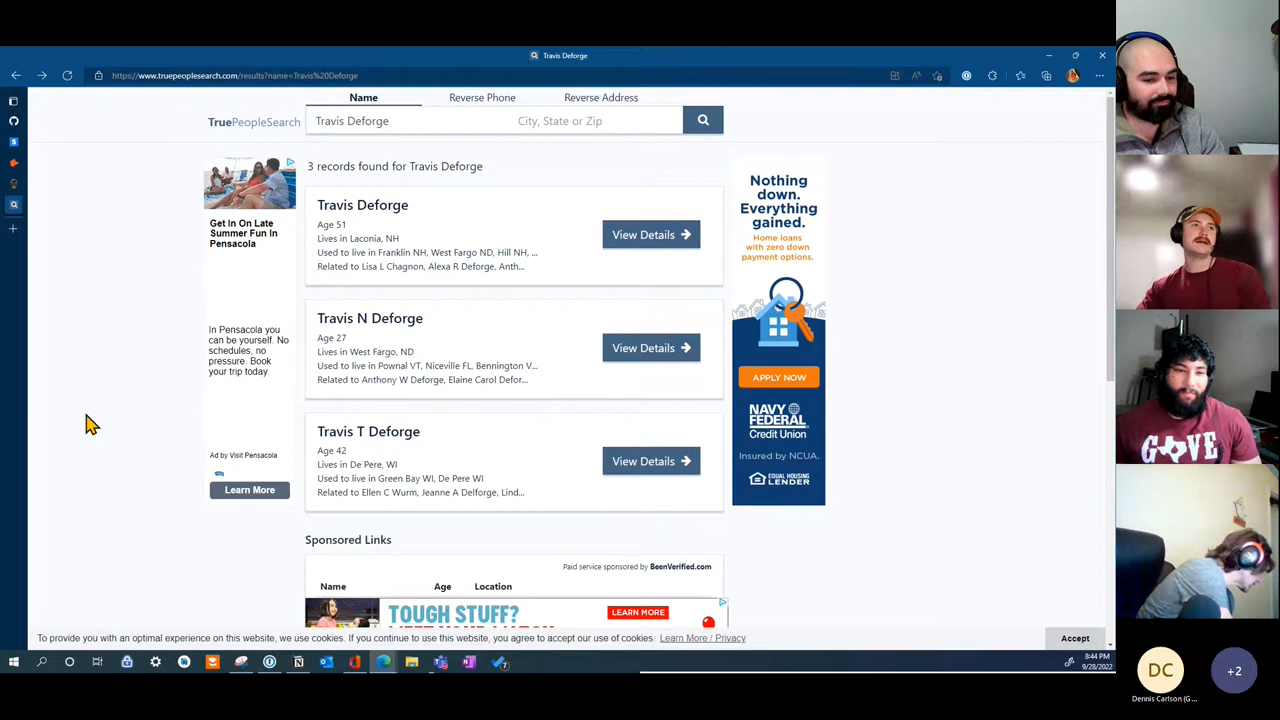 Travis Deforge
https://www.truepeoplesearch.com/results?name=Travis%20Deforge
Name Reverse Phone Reverse Address
TruePeopleSearch Travis Deforge City, State or Zip
3 records found for Travis Deforge
Travis Deforge
Age 51
Lives in Laconia, NH
Used to live in Franklin NH, West Fargo ND, Hill NH, ...
Related to Lisa L Chagnon, Alexa R Deforge, Anth...
View Details
Travis N Deforge
Age 27
Lives in West Fargo, ND
Used to live in Pownal VT, Niceville FL, Bennington V...
Related to Anthony W Deforge, Elaine Carol Defor...
View Details
Travis T Deforge
Age 42
Lives in De Pere, WI
Used to live in Green Bay WI, De Pere WI
Related to Ellen C Wurm, Jeanne A Delforge, Lind...
View Details
Sponsored Links
Paid service sponsored by BeenVerified.com
Name Age Location
TOUGH STUFF?
LEARN MORE
Get In On Late
Summer Fun In
Pensacola
In Pensacola you
can be yourself. No
schedules, no
pressure. Book
your trip today.
Ad by Visit Pensacola
Learn More
Nothing
down.
Everything
gained.
Home loans
with zero down
payment options.
APPLY NOW
NAVY
FEDERAL
Credit Union
Insured by NCUA.
EQUAL HOUSING
LENDER
To provide you with an optimal experience on this website, we use cookies. If you continue to use this website, you agree to accept our use of cookies. Learn More / Privacy
Accept
8:44 PM
9/28/2022
7
GLOVE
DC
Dennis Carlson (G...
+2